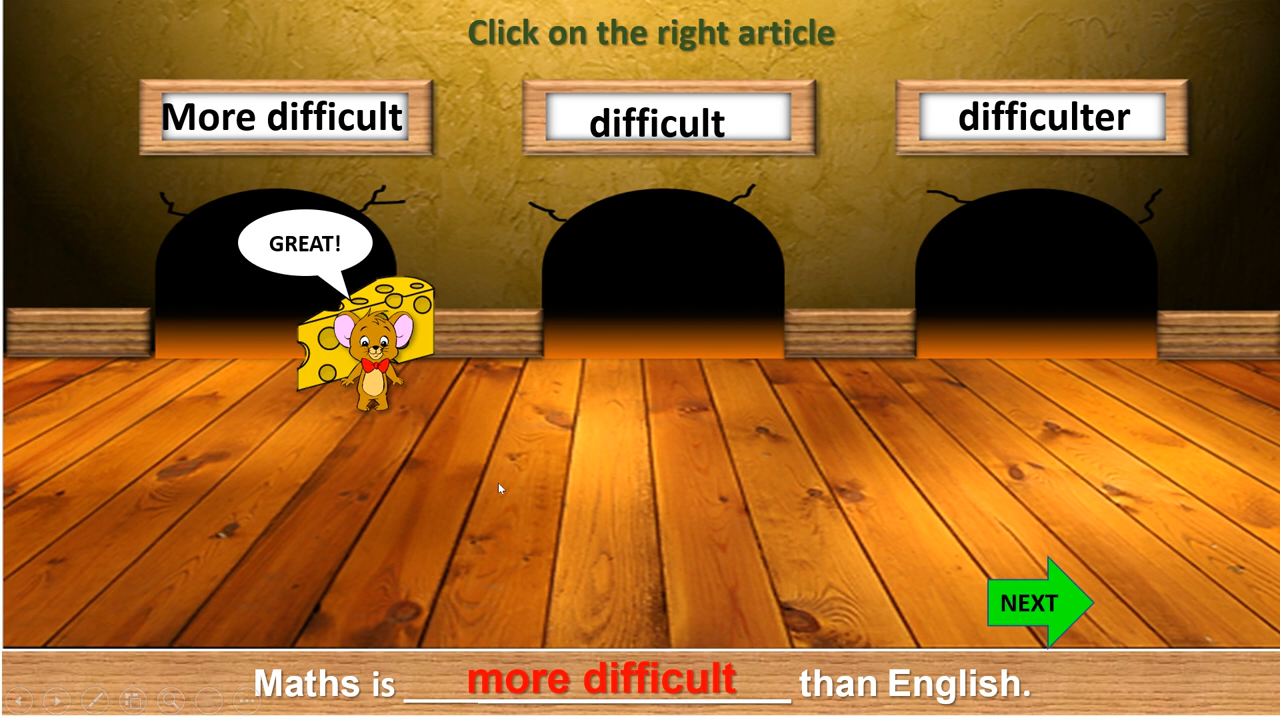 Click on the right article
More difficult
difficult
difficulter
GREAT!
NEXT
Maths is more difficult than English.